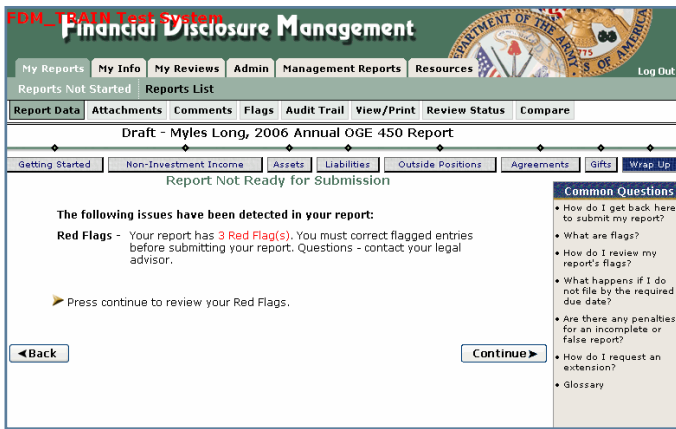 FDM_TRAIN Test System
Financial Disclosure Management
My Reports My Info My Reviews Admin Management Reports Resources Log Out
Reports Not Started Reports List
Report Data Attachments Comments Flags Audit Trail View/Print Review Status Compare
Draft - Myles Long, 2006 Annual OGE 450 Report
Getting Started Non-Investment Income Assets Liabilities Outside Positions Agreements Gifts Wrap Up
Report Not Ready for Submission
The following issues have been detected in your report:
Red Flags - Your report has 3 Red Flag(s). You must correct flagged entries
before submitting your report. Questions - contact your legal
advisor.
Press continue to review your Red Flags.
◄Back
Continue►
Common Questions
• How do I get back here
to submit my report?
• What are flags?
• How do I review my
report's flags?
• What happens if I do
not file by the required
due date?
• Are there any penalties
for an incomplete or
false report?
• How do I request an
extension?
• Glossary